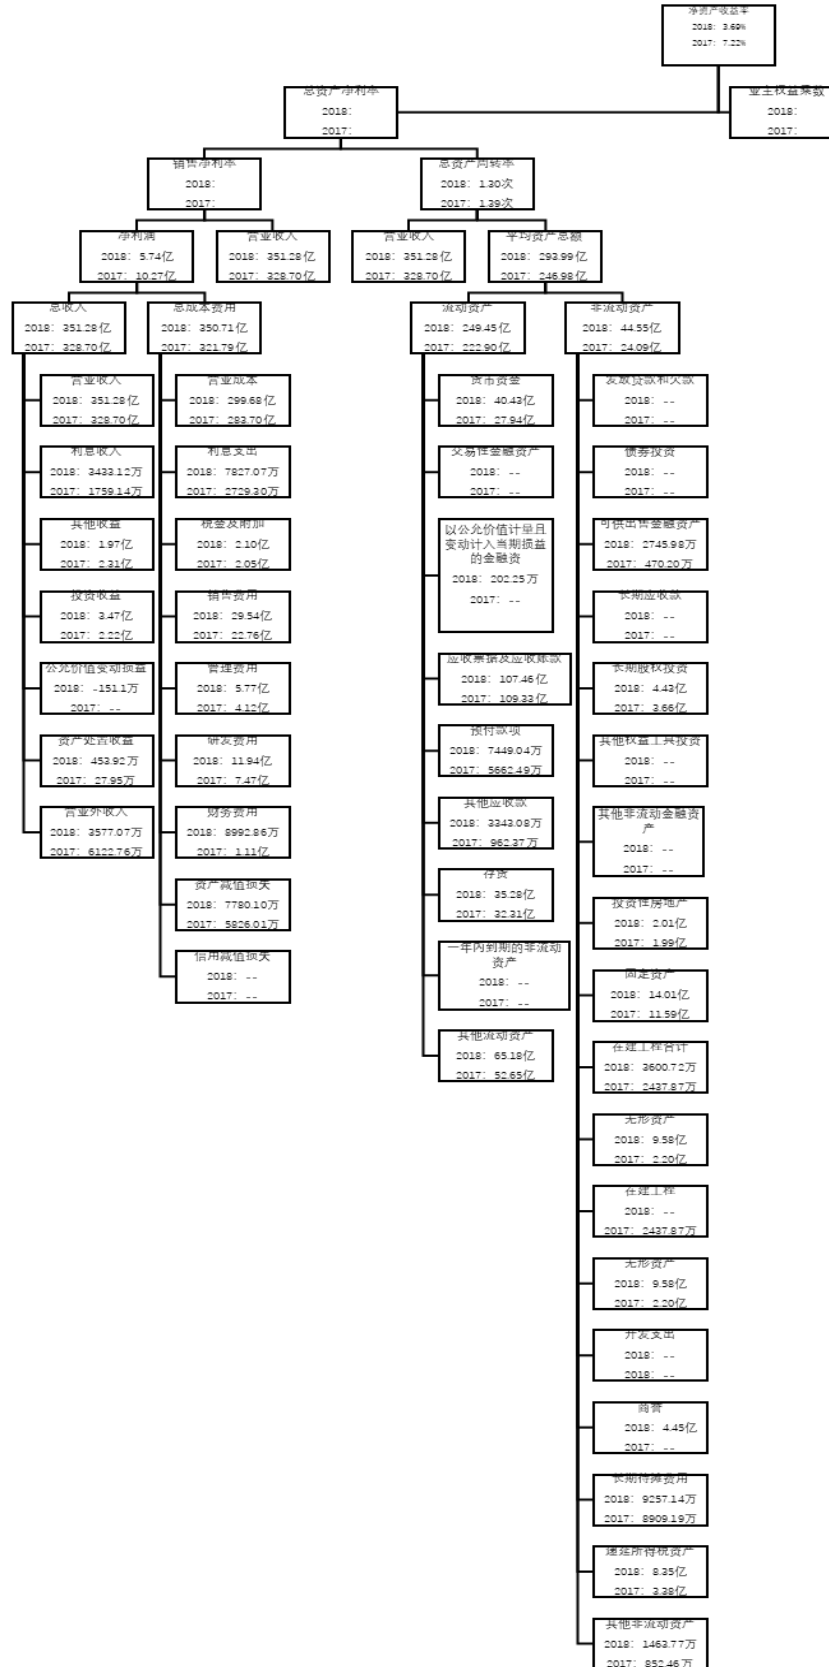 净资产收益率
2018: 3.69%
2017: 7.22%
总资产净利率
2018:
2017:
业主权益乘数
2018:
2017:
销售净利率
2018:
2017:
总资产周转率
2018: 1.30次
2017: 1.39次
净利润
2018: 5.74亿
2017: 10.27亿
营业收入
2018: 351.28亿
2017: 328.70亿
营业收入
2018: 351.28亿
2017: 328.70亿
平均资产总额
2018: 293.99亿
2017: 246.98亿
总收入
2018: 351.28亿
2017: 328.70亿
总成本费用
2018: 350.71亿
2017: 321.79亿
流动资产
2018: 249.45亿
2017: 222.90亿
非流动资产
2018: 44.55亿
2017: 24.09亿
营业收入
2018: 351.28亿
2017: 328.70亿
利息收入
2018: 3433.12万
2017: 1759.14万
其他收益
2018: 1.97亿
2017: 2.31亿
投资收益
2018: 3.47亿
2017: 2.22亿
公允价值变动损益
2018: -151.1万
2017: --
资产处置收益
2018: 453.92万
2017: 27.95万
营业外收入
2018: 3577.07万
2017: 6122.76万
营业成本
2018: 299.68亿
2017: 283.70亿
利息支出
2018: 7827.07万
2017: 2729.30万
税金及附加
2018: 2.10亿
2017: 2.05亿
销售费用
2018: 29.54亿
2017: 22.76亿
管理费用
2018: 5.77亿
2017: 4.12亿
研发费用
2018: 11.94亿
2017: 7.47亿
财务费用
2018: 8992.86万
2017: 1.11亿
资产减值损失
2018: 7780.10万
2017: 5826.01万
信用减值损失
2018: --
2017: --
货币资金
2018: 40.43亿
2017: 27.94亿
交易性金融资产
2018: --
2017: --
以公允价值计量且
变动计入当期损益
的金融资
2018: 202.25万
2017: --
应收票据及应收账款
2018: 107.46亿
2017: 109.33亿
预付款项
2018: 7449.04万
2017: 5662.49万
其他应收款
2018: 3343.08万
2017: 962.37万
存货
2018: 35.28亿
2017: 32.31亿
一年内到期的非流动
资产
2018: --
2017: --
其他流动资产
2018: 65.18亿
2017: 52.65亿
发放贷款和欠款
2018: --
2017: --
债券投资
2018: --
2017: --
可供出售金融资产
2018: 2745.98万
2017: 470.20万
长期应收款
2018: --
2017: --
长期股权投资
2018: 4.43亿
2017: 3.66亿
其他权益工具投资
2018: --
2017: --
其他非流动金融资
产
2018: --
2017: --
投资性房地产
2018: 2.01亿
2017: 1.99亿
固定资产
2018: 14.01亿
2017: 11.59亿
在建工程合计
2018: 3600.72万
2017: 2437.87万
无形资产
2018: 9.58亿
2017: 2.20亿
在建工程
2018: --
2017: 2437.87万
无形资产
2018: 9.58亿
2017: 2.20亿
开发支出
2018: --
2018: --
商誉
2018: 4.45亿
2017: --
长期待摊费用
2018: 9257.14万
2017: 8909.19万
递延所得税资产
2018: 8.35亿
2017: 3.38亿
其他非流动资产
2018: 1463.77万
2017: 852.46万